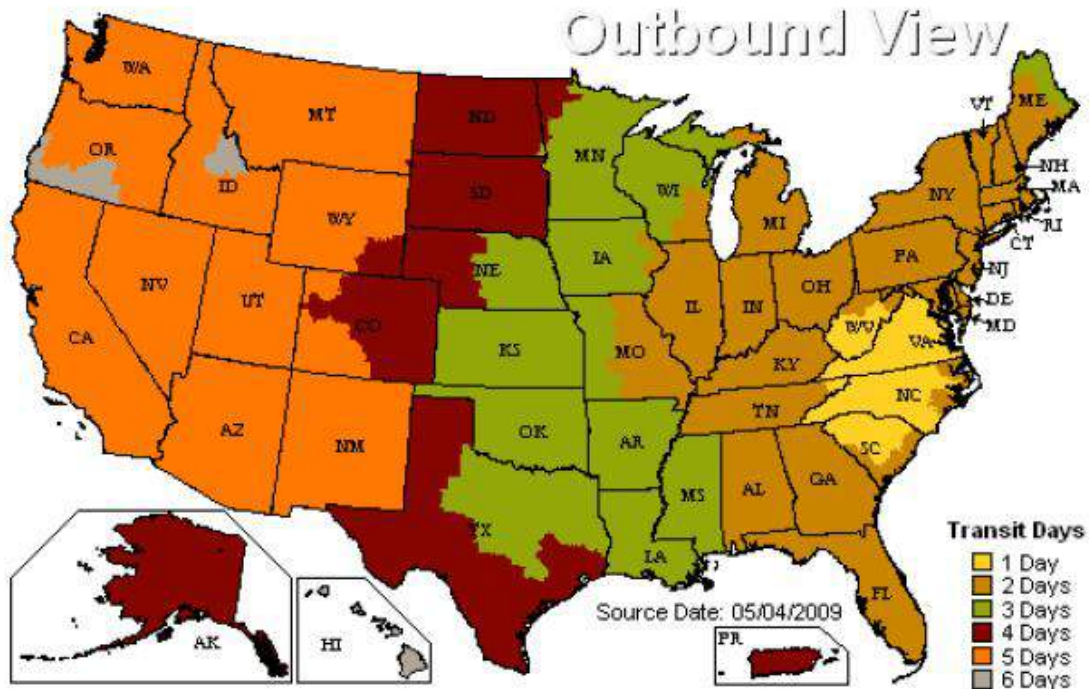 Outbound View
WA
MT
ND
VT
ME
OR
MN
NH
ID
SD
WI
NY
MA
WY
MI
RI
CT
IA
PA
NE
NJ
NV
UT
OH
DE
IL
IN
MD
CO
WV
CA
KS
MO
VA
KY
NC
TN
AZ
OK
AR
NM
SC
MS
AL
GA
TX
LA
Transit Days
1 Day
2 Days
FL
3 Days
Source Date: 05/04/2009
4 Days
AK
HI
PR
5 Days
6 Days